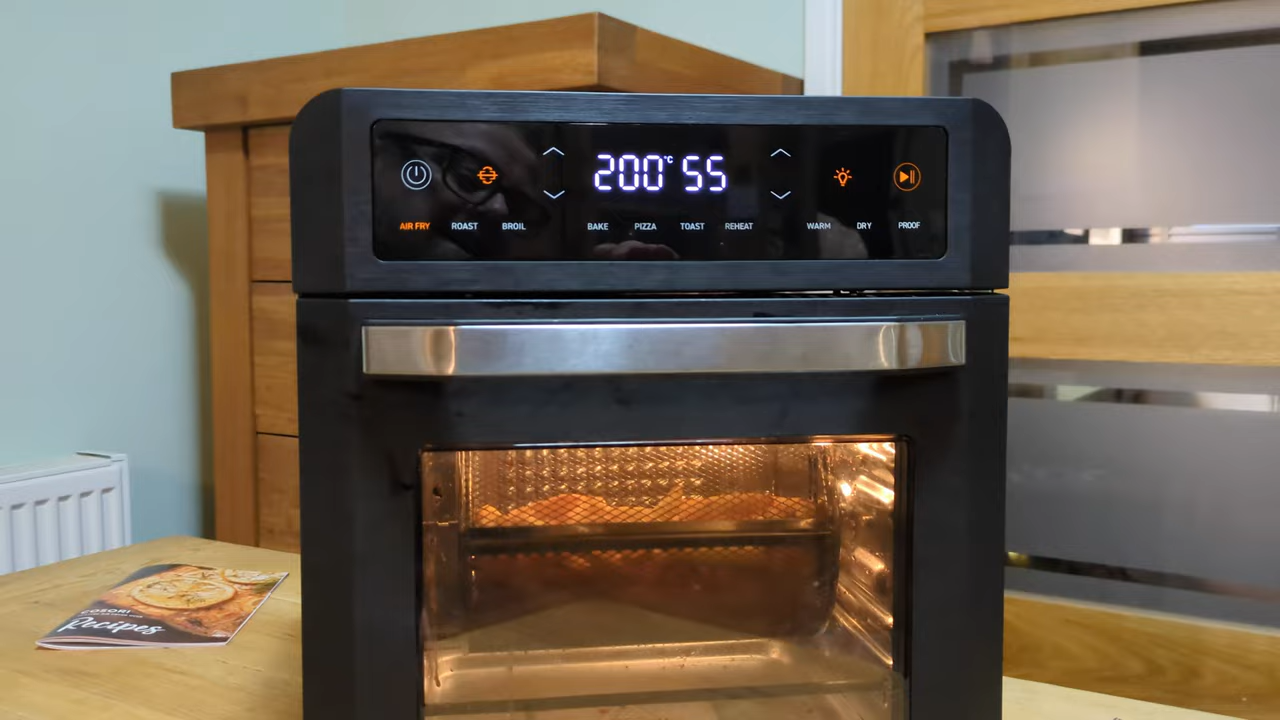 200°C 55
AIR FRY ROAST BROIL BAKE PIZZA TOAST REHEAT WARM DRY PROOF
COSORI
Recipes